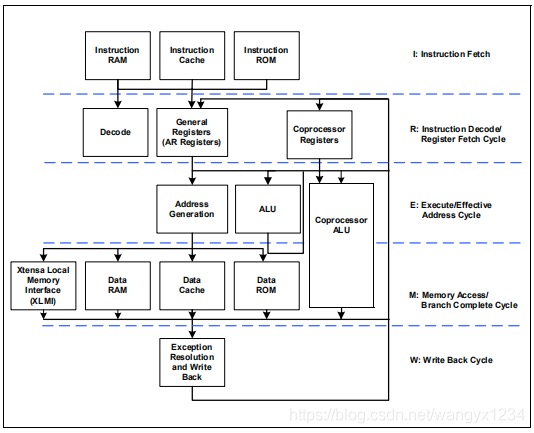 Instruction
RAM
Instruction
Cache
Instruction
ROM
I: Instruction Fetch
Decode
General
Registers
(AR Registers)
Coprocessor
Registers
R: Instruction Decode/
Register Fetch Cycle
Address
Generation
ALU
Coprocessor
ALU
E: Execute/Effective
Address Cycle
Xtensa Local
Memory
Interface
(XLMI)
Data
RAM
Data
Cache
Data
ROM
M: Memory Access/
Branch Complete Cycle
Exception
Resolution
and Write
Back
W: Write Back Cycle
https://blog.csdn.net/wangyx1234